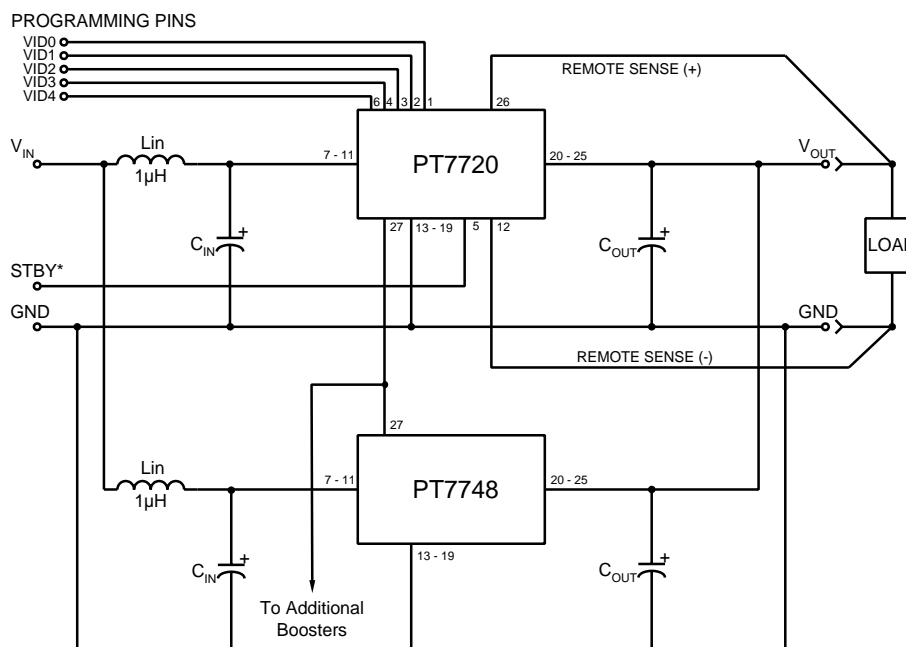 PROGRAMMING PINS
VID0
VID1
VID2
VID3
VID4
6 4 3 2 1
26
REMOTE SENSE (+)
VIN
Lin
1µH
7 - 11
PT7720
20 - 25
VOUT
CIN
+
27
13 - 19
5
12
COUT
+
LOAD
STBY*
GND
GND
REMOTE SENSE (-)
27
Lin
1µH
7 - 11
PT7748
20 - 25
CIN
+
13 - 19
COUT
+
To Additional
Boosters